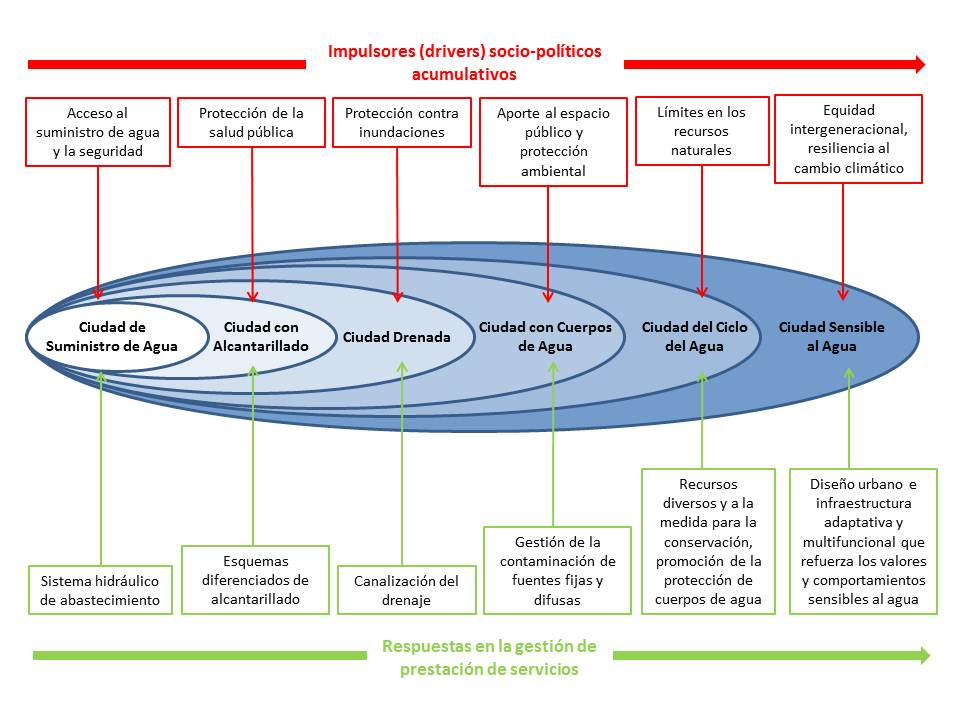 Impulsores (drivers) socio-políticos
acumulativos
Acceso al
suministro de agua
y la seguridad
Protección de la
salud pública
Protección contra
inundaciones
Aporte al espacio
público y
protección
ambiental
Límites en los
recursos
naturales
Equidad
intergeneracional,
resiliencia al
cambio climático
Ciudad de
Suministro de Agua
Ciudad con
Alcantarillado
Ciudad Drenada
Ciudad con Cuerpos
de Agua
Ciudad del Ciclo
del Agua
Ciudad Sensible
al Agua
Sistema hidráulico
de abastecimiento
Esquemas
diferenciados de
alcantarillado
Canalización del
drenaje
Gestión de la
contaminación de
fuentes fijas y
difusas
Recursos
diversos y a la
medida para la
conservación,
promoción de la
protección de
cuerpos de agua
Diseño urbano e
infraestructura
adaptativa y
multifuncional que
refuerza los valores
y comportamientos
sensibles al agua
Respuestas en la gestión de
prestación de servicios